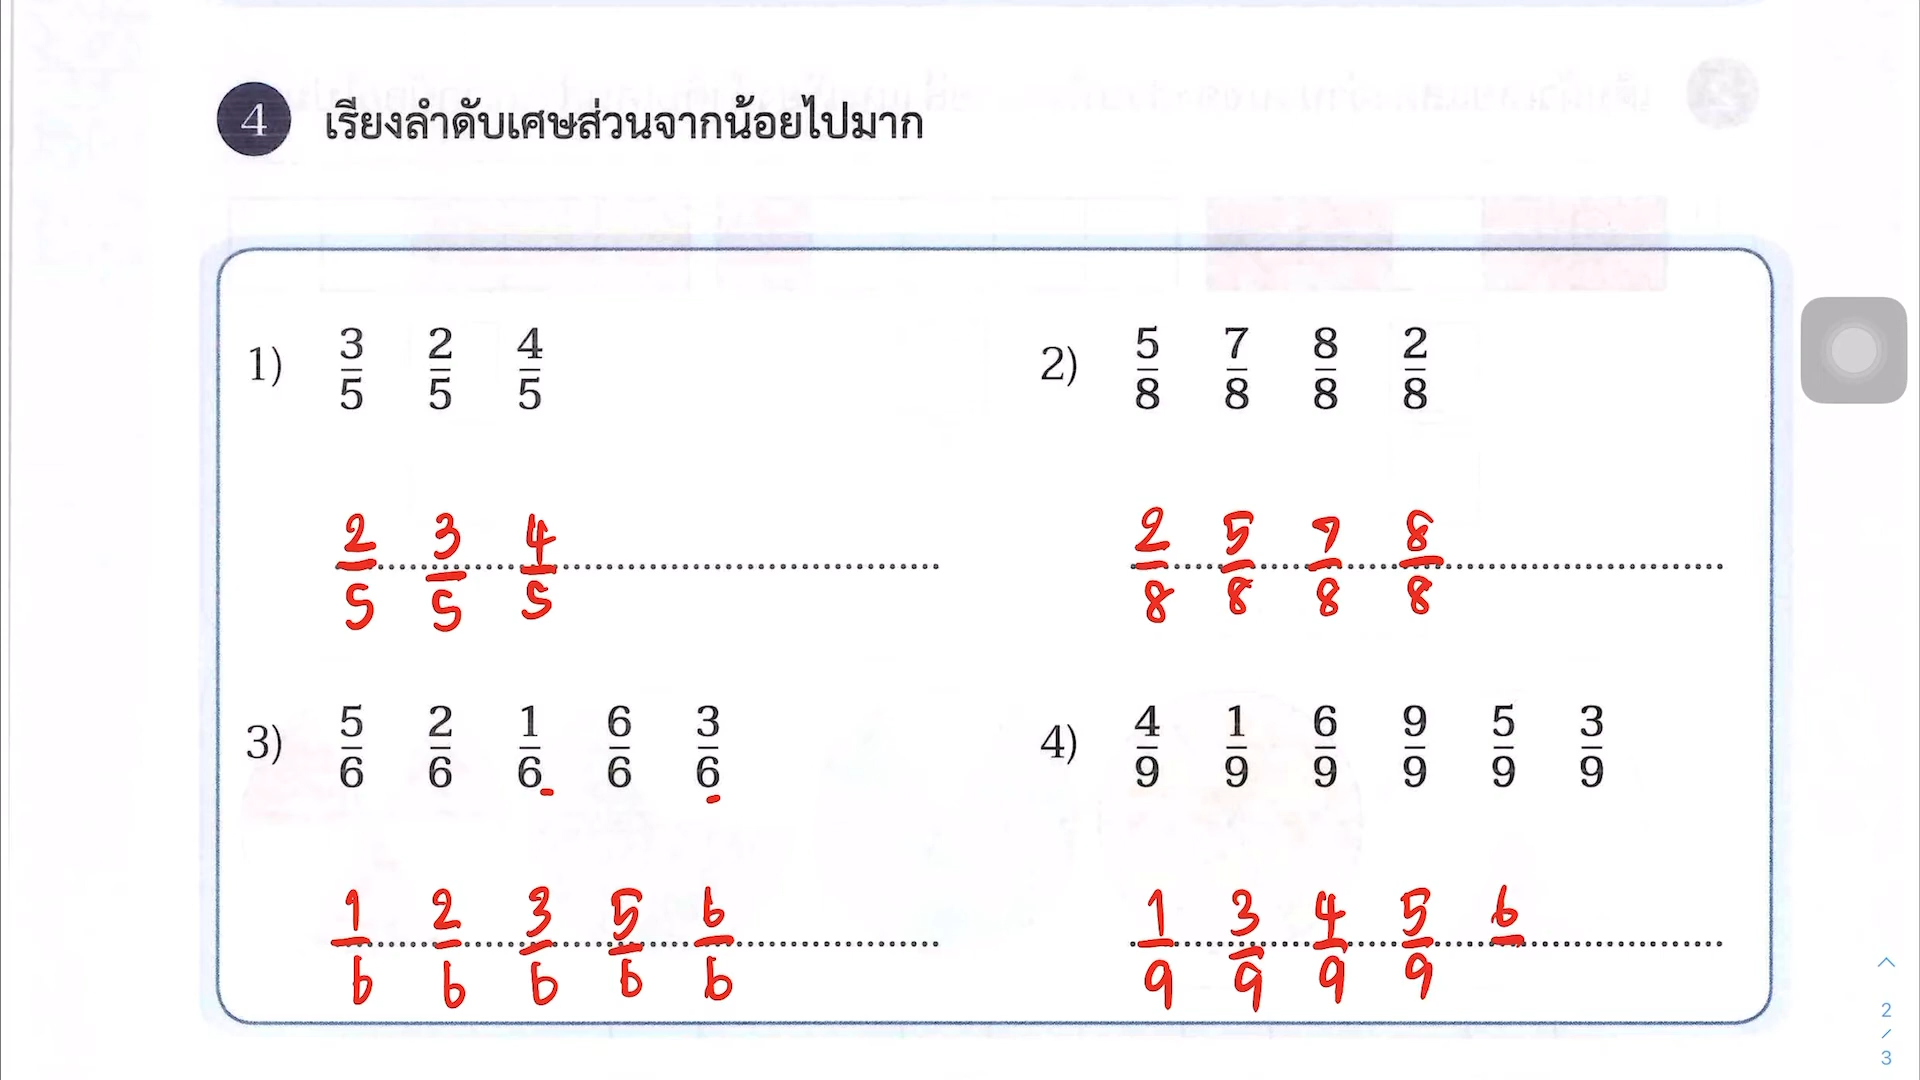 4 เรียงลำดับเศษส่วนจากน้อยไปมาก
1) 3/5 2/5 4/5
2/5 3/5 4/5
2) 5/8 7/8 8/8 2/8
2/8 5/8 7/8 8/8
3) 5/6 2/6 1/6 6/6 3/6
1/6 2/6 3/6 5/6 6/6
4) 4/9 1/9 6/9 9/9 5/9 3/9
1/9 3/9 4/9 5/9 6/
2
/
3